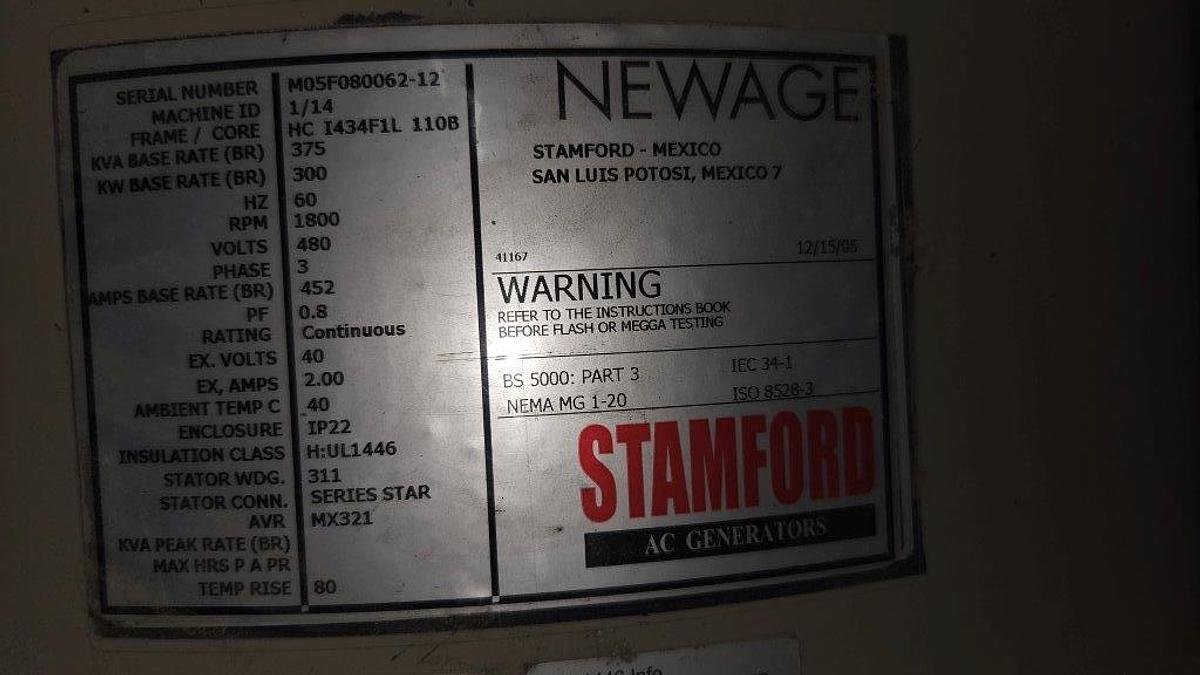 SERIAL NUMBER M05F080062-12
MACHINE ID 1/14
FRAME / CORE HC I434F1L 110B
KVA BASE RATE (BR) 375
KW BASE RATE (BR) 300
HZ 60
RPM 1800
VOLTS 480
PHASE 3
AMPS BASE RATE (BR) 452
PF 0.8
RATING Continuous
EX. VOLTS 40
EX, AMPS 2.00
AMBIENT TEMP C 40
ENCLOSURE IP22
INSULATION CLASS H:UL1446
STATOR WDG. 311
STATOR CONN. SERIES STAR
AVR MX321
KVA PEAK RATE (BR)
MAX HRS P A PR
TEMP RISE 80
NEWAGE
STAMFORD - MEXICO
SAN LUIS POTOSI, MEXICO 7
41167 12/15/05
WARNING
REFER TO THE INSTRUCTIONS BOOK
BEFORE FLASH OR MEGGA TESTING
BS 5000: PART 3 IEC 34-1
NEMA MG 1-20 ISO 8528-3
STAMFORD
AC GENERATORS